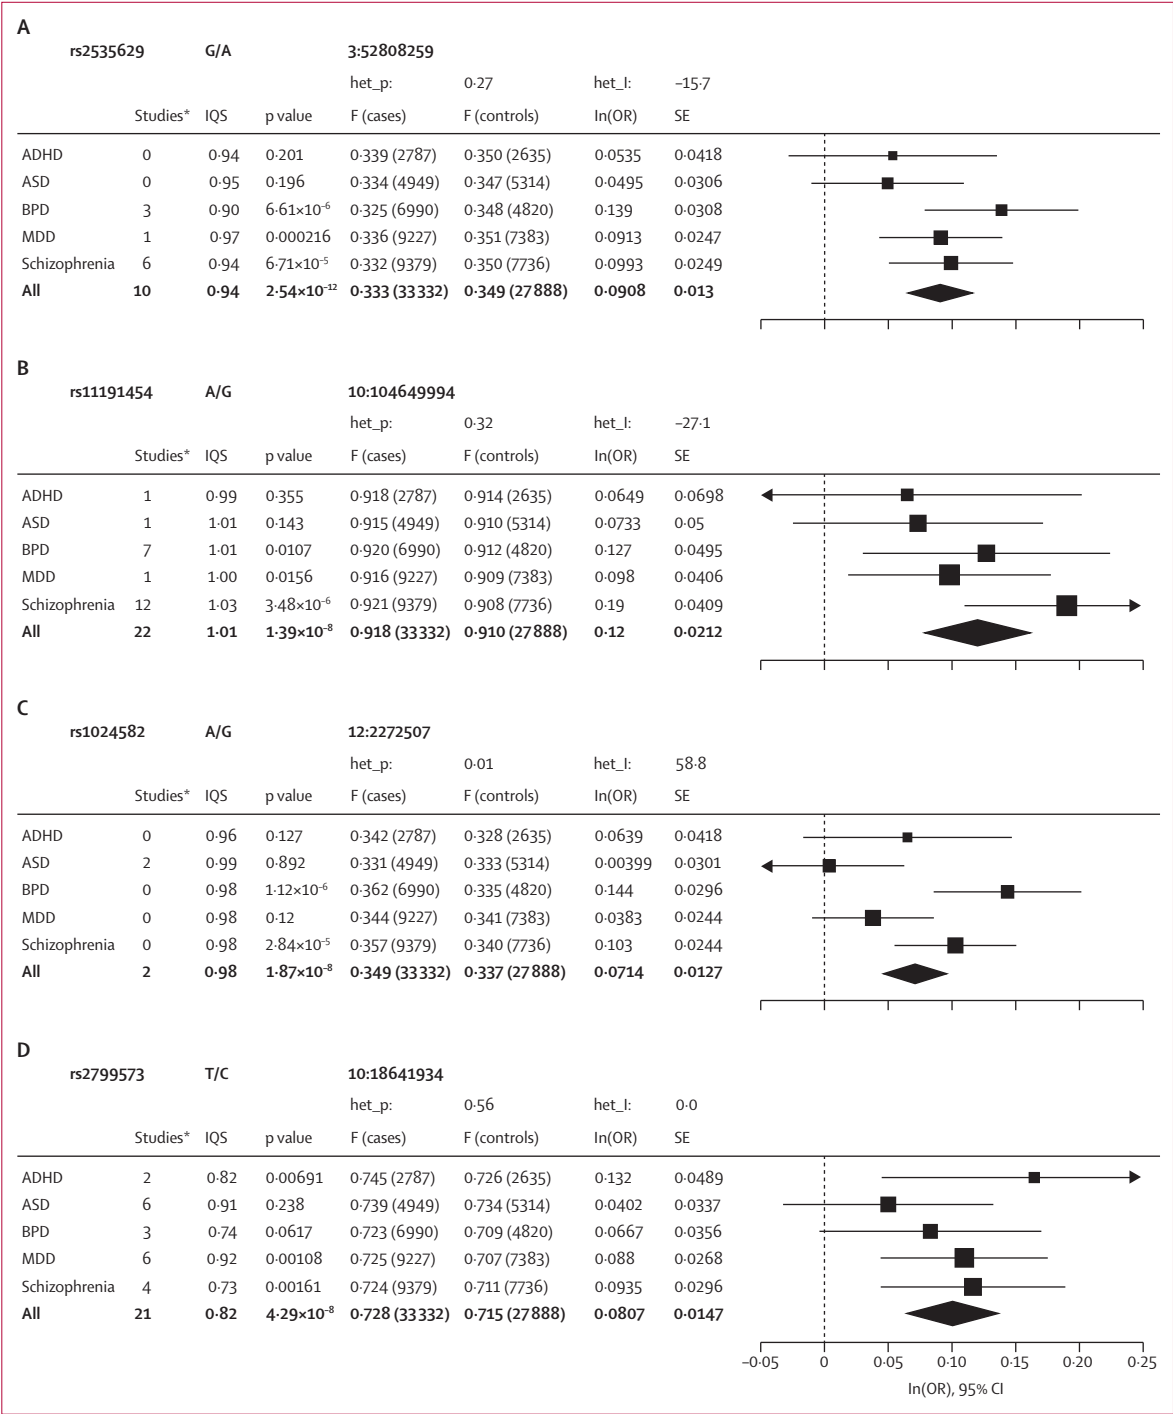 A
rs2535629 G/A 3:52808259
het_p: 0·27 het_I: –15·7
Studies* IQS p value F (cases) F (controls) ln(OR) SE
ADHD 0 0·94 0·201 0·339 (2787) 0·350 (2635) 0·0535 0·0418
ASD 0 0·95 0·196 0·334 (4949) 0·347 (5314) 0·0495 0·0306
BPD 3 0·90 6·61×10⁻⁶ 0·325 (6990) 0·348 (4820) 0·139 0·0308
MDD 1 0·97 0·000216 0·336 (9227) 0·351 (7383) 0·0913 0·0247
Schizophrenia 6 0·94 6·71×10⁻⁵ 0·332 (9379) 0·350 (7736) 0·0993 0·0249
All 10 0·94 2·54×10⁻¹² 0·333 (33 332) 0·349 (27 888) 0·0908 0·013
B
rs11191454 A/G 10:104649994
het_p: 0·32 het_I: –27·1
Studies* IQS p value F (cases) F (controls) ln(OR) SE
ADHD 1 0·99 0·355 0·918 (2787) 0·914 (2635) 0·0649 0·0698
ASD 1 1·01 0·143 0·915 (4949) 0·910 (5314) 0·0733 0·05
BPD 7 1·01 0·0107 0·920 (6990) 0·912 (4820) 0·127 0·0495
MDD 1 1·00 0·0156 0·916 (9227) 0·909 (7383) 0·098 0·0406
Schizophrenia 12 1·03 3·48×10⁻⁶ 0·921 (9379) 0·908 (7736) 0·19 0·0409
All 22 1·01 1·39×10⁻⁸ 0·918 (33 332) 0·910 (27 888) 0·12 0·0212
C
rs1024582 A/G 12:2272507
het_p: 0·01 het_I: 58·8
Studies* IQS p value F (cases) F (controls) ln(OR) SE
ADHD 0 0·96 0·127 0·342 (2787) 0·328 (2635) 0·0639 0·0418
ASD 2 0·99 0·892 0·331 (4949) 0·333 (5314) 0·00399 0·0301
BPD 0 0·98 1·12×10⁻⁶ 0·362 (6990) 0·335 (4820) 0·144 0·0296
MDD 0 0·98 0·12 0·344 (9227) 0·341 (7383) 0·0383 0·0244
Schizophrenia 0 0·98 2·84×10⁻⁵ 0·357 (9379) 0·340 (7736) 0·103 0·0244
All 2 0·98 1·87×10⁻⁸ 0·349 (33 332) 0·337 (27 888) 0·0714 0·0127
D
rs2799573 T/C 10:18641934
het_p: 0·56 het_I: 0·0
Studies* IQS p value F (cases) F (controls) ln(OR) SE
ADHD 2 0·82 0·00691 0·745 (2787) 0·726 (2635) 0·132 0·0489
ASD 6 0·91 0·238 0·739 (4949) 0·734 (5314) 0·0402 0·0337
BPD 3 0·74 0·0617 0·723 (6990) 0·709 (4820) 0·0667 0·0356
MDD 6 0·92 0·00108 0·725 (9227) 0·707 (7383) 0·088 0·0268
Schizophrenia 4 0·73 0·00161 0·724 (9379) 0·711 (7736) 0·0935 0·0296
All 21 0·82 4·29×10⁻⁸ 0·728 (33 332) 0·715 (27 888) 0·0807 0·0147
–0·05 0 0·05 0·10 0·15 0·20 0·25
ln(OR), 95% CI